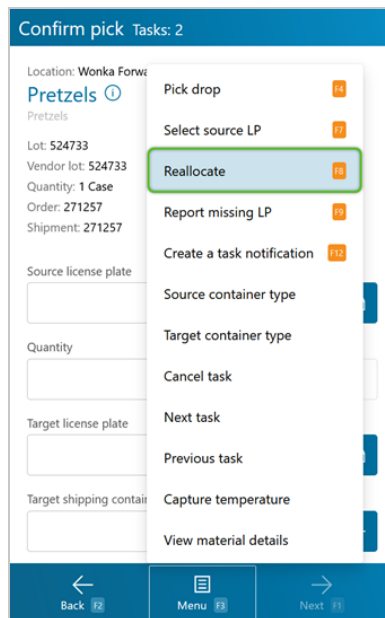 Confirm pick Tasks: 2
Location: Wonka Forwa
Pretzels
Pretzels
Lot: 524733
Vendor lot: 524733
Quantity: 1 Case
Order: 271257
Shipment: 271257
Source license plate
Quantity
Target license plate
Target shipping contain
Pick drop F4
Select source LP F7
Reallocate F8
Report missing LP F9
Create a task notification F12
Source container type
Target container type
Cancel task
Next task
Previous task
Capture temperature
View material details
Back F2
Menu F3
Next F1